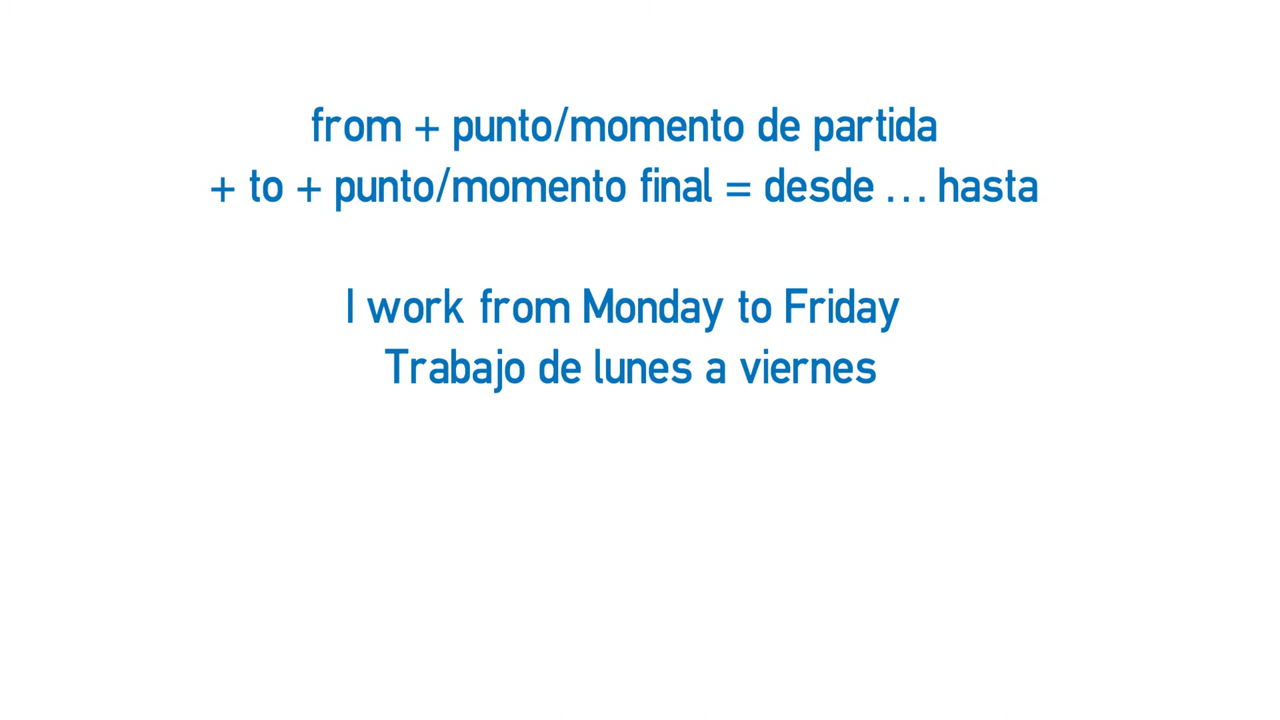 from + punto/momento de partida
+ to + punto/momento final = desde ... hasta
I work from Monday to Friday
Trabajo de lunes a viernes